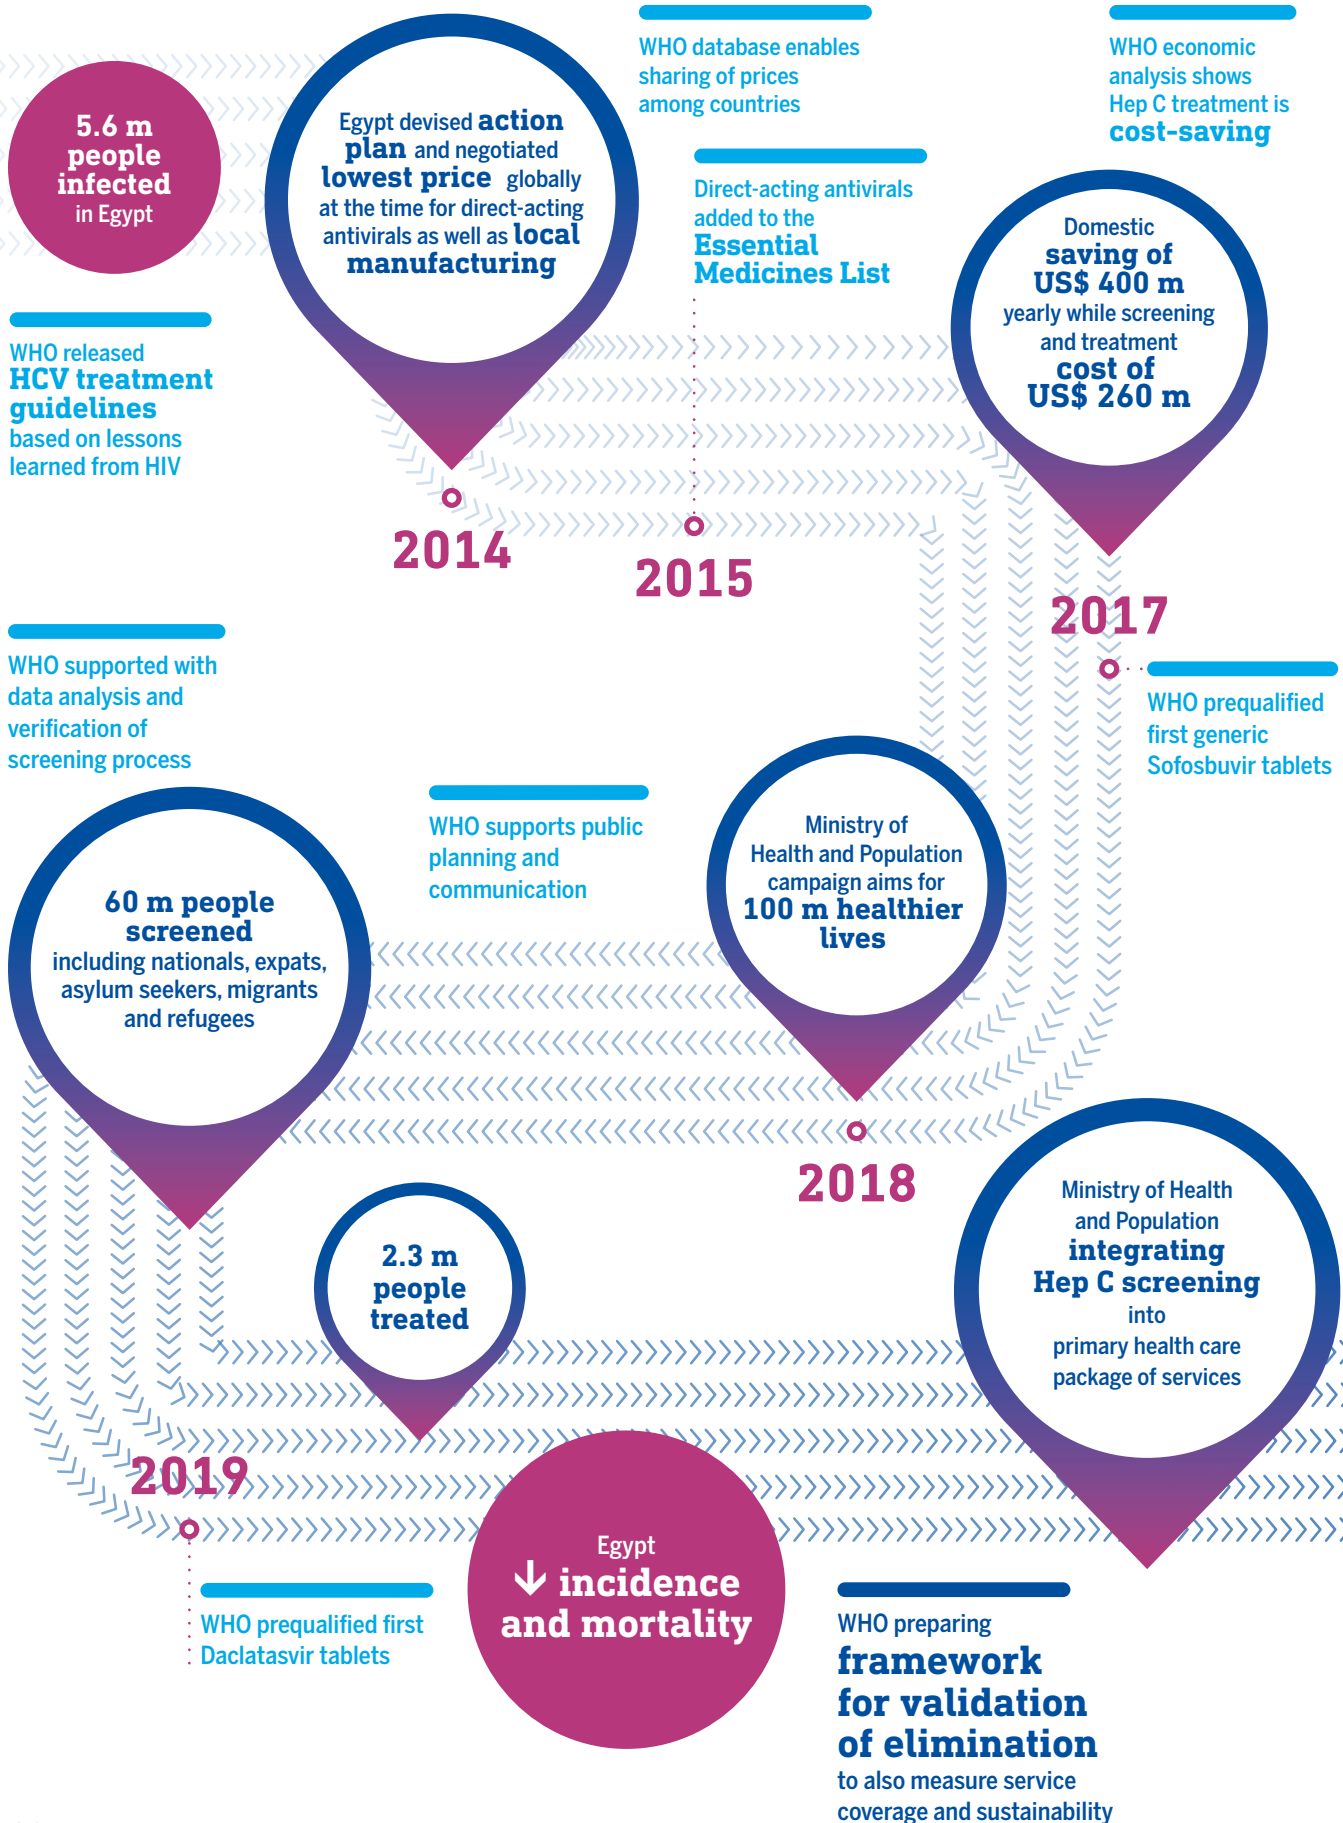 5.6 m
people
infected
in Egypt
WHO released
HCV treatment
guidelines
based on lessons
learned from HIV
Egypt devised action
plan and negotiated
lowest price globally
at the time for direct-acting
antivirals as well as local
manufacturing
2014
WHO database enables
sharing of prices
among countries
Direct-acting antivirals
added to the
Essential
Medicines List
2015
WHO economic
analysis shows
Hep C treatment is
cost-saving
Domestic
saving of
US$ 400 m
yearly while screening
and treatment
cost of
US$ 260 m
2017
WHO prequalified
first generic
Sofosbuvir tablets
Ministry of
Health and Population
campaign aims for
100 m healthier
lives
2018
WHO supports public
planning and
communication
WHO supported with
data analysis and
verification of
screening process
60 m people
screened
including nationals, expats,
asylum seekers, migrants
and refugees
2019
WHO prequalified first
Daclatasvir tablets
2.3 m
people
treated
Egypt
↓ incidence
and mortality
Ministry of Health
and Population
integrating
Hep C screening
into
primary health care
package of services
WHO preparing
framework
for validation
of elimination
to also measure service
coverage and sustainability